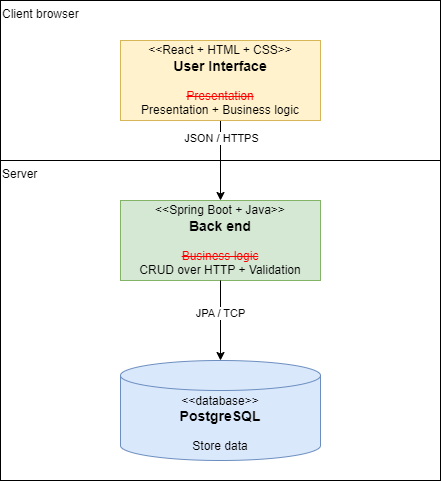 Client browser
<<React + HTML + CSS>>
User Interface
Presentation
Presentation + Business logic
JSON / HTTPS
Server
<<Spring Boot + Java>>
Back end
Business logic
CRUD over HTTP + Validation
JPA / TCP
<<database>>
PostgreSQL
Store data